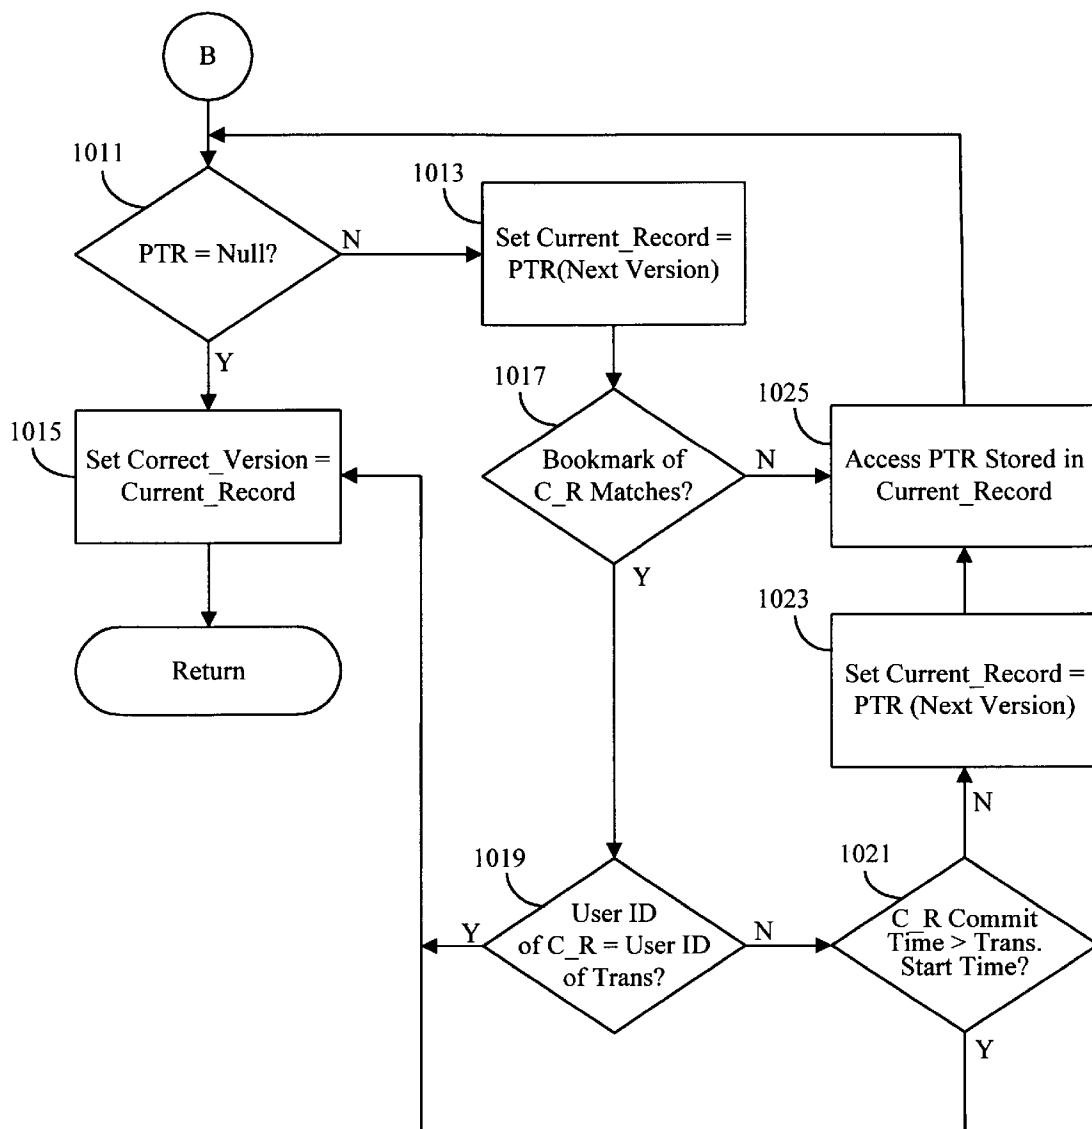 B
1011
PTR = Null?
N
Y
1013
Set Current_Record =
PTR(Next Version)
1015
Set Correct_Version =
Current_Record
Return
1017
Bookmark of
C_R Matches?
N
Y
1025
Access PTR Stored in
Current_Record
1023
Set Current_Record =
PTR (Next Version)
N
1019
User ID
of C_R = User ID
of Trans?
Y
N
1021
C_R Commit
Time > Trans.
Start Time?
Y